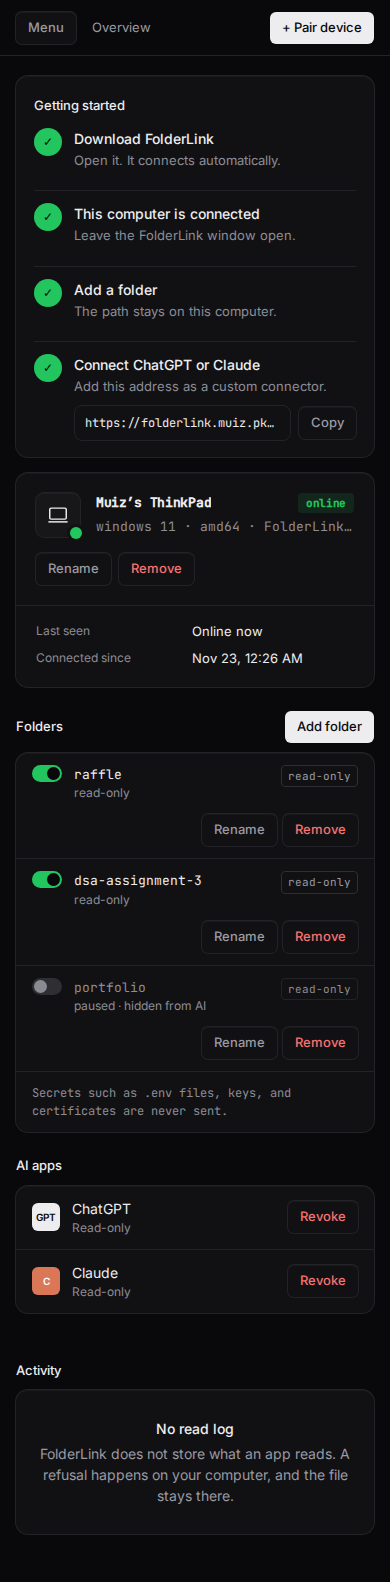 Menu
Overview
+ Pair device
Getting started
✓
Download FolderLink
Open it. It connects automatically.
✓
This computer is connected
Leave the FolderLink window open.
✓
Add a folder
The path stays on this computer.
✓
Connect ChatGPT or Claude
Add this address as a custom connector.
https://folderlink.muiz.pk…
Copy
Muiz’s ThinkPad
online
windows 11 · amd64 · FolderLink…
Rename
Remove
Last seen
Online now
Connected since
Nov 23, 12:26 AM
Folders
Add folder
raffle
read-only
read-only
Rename
Remove
dsa-assignment-3
read-only
read-only
Rename
Remove
portfolio
read-only
paused · hidden from AI
Rename
Remove
Secrets such as .env files, keys, and
certificates are never sent.
AI apps
GPT
ChatGPT
Read-only
Revoke
C
Claude
Read-only
Revoke
Activity
No read log
FolderLink does not store what an app reads. A
refusal happens on your computer, and the file
stays there.